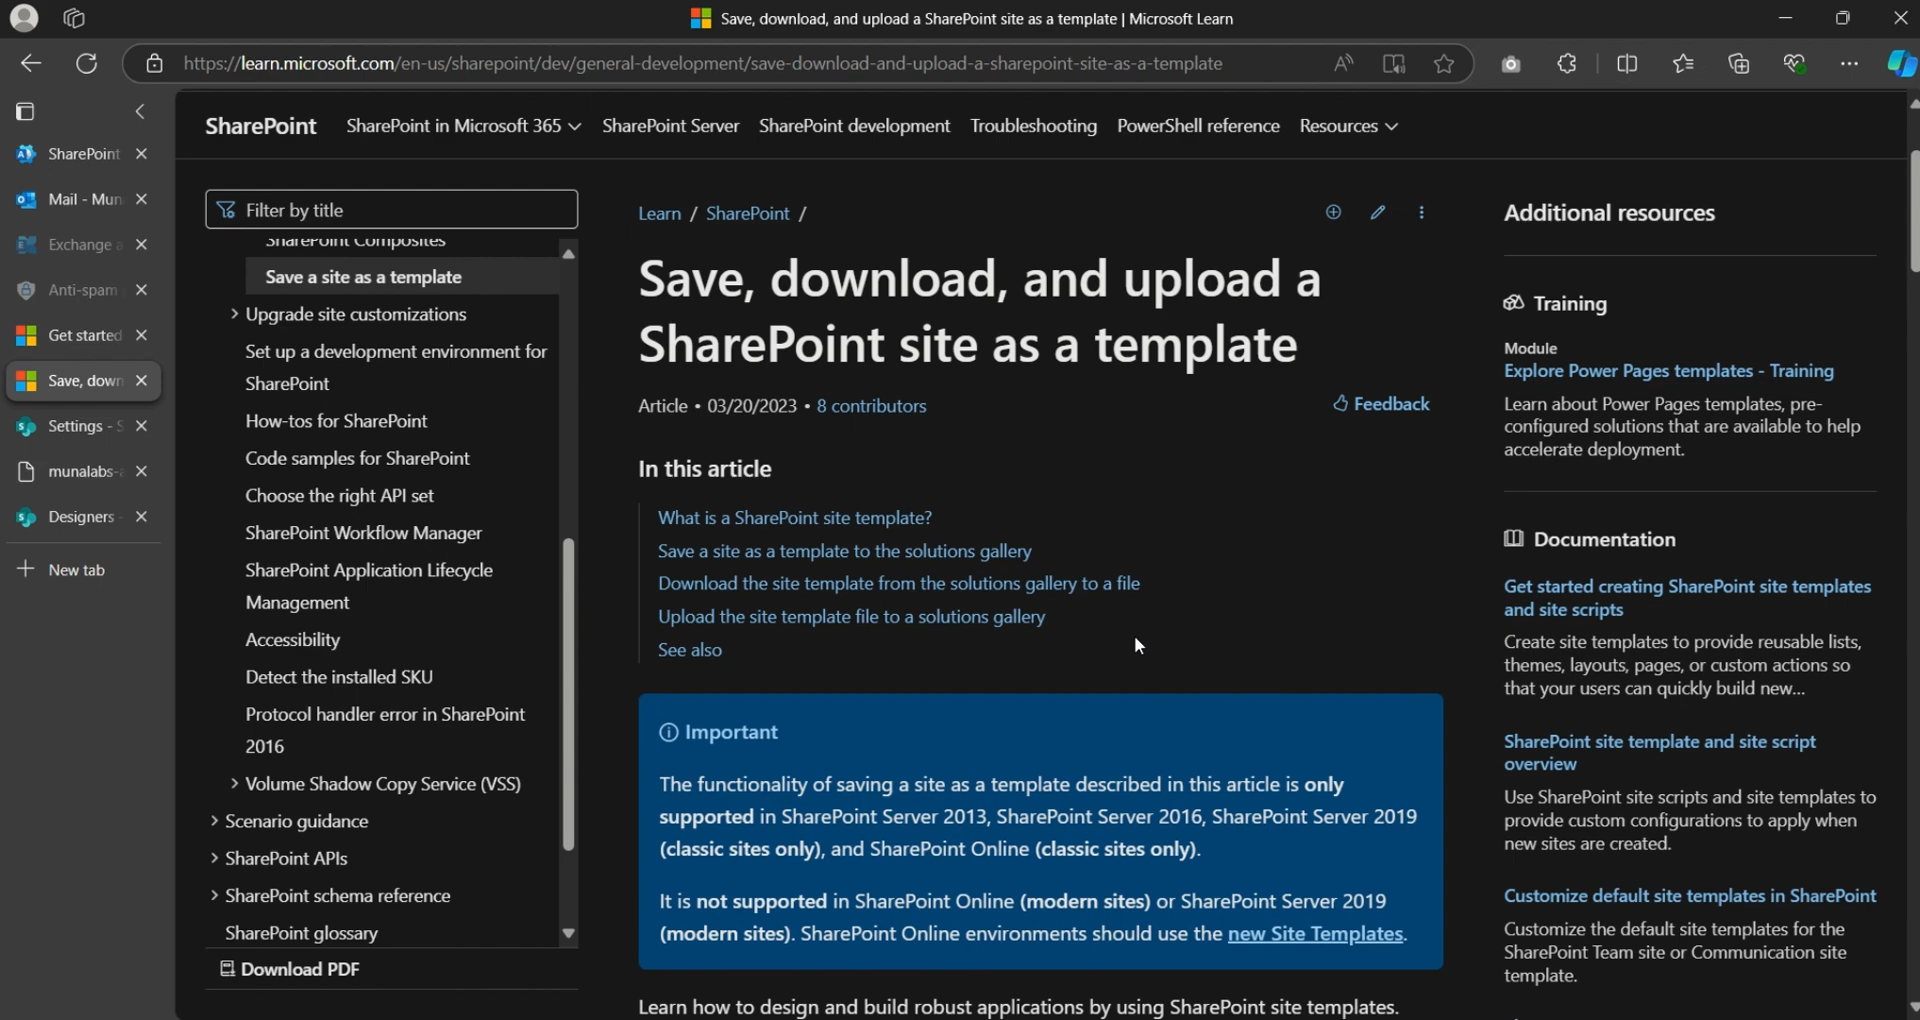 Save, download, and upload a SharePoint site as a template | Microsoft Learn
https://learn.microsoft.com/en-us/sharepoint/dev/general-development/save-download-and-upload-a-sharepoint-site-as-a-template
SharePoint
Mail - Mun
Exchange a
Anti-spam
Get started
Save, down
Settings - S
munalabs-
Designers -
New tab
SharePoint
SharePoint in Microsoft 365
SharePoint Server
SharePoint development
Troubleshooting
PowerShell reference
Resources
Filter by title
SharePoint Composites
Save a site as a template
Upgrade site customizations
Set up a development environment for
SharePoint
How-tos for SharePoint
Code samples for SharePoint
Choose the right API set
SharePoint Workflow Manager
SharePoint Application Lifecycle
Management
Accessibility
Detect the installed SKU
Protocol handler error in SharePoint
2016
Volume Shadow Copy Service (VSS)
Scenario guidance
SharePoint APIs
SharePoint schema reference
SharePoint glossary
Download PDF
Learn / SharePoint /
Save, download, and upload a
SharePoint site as a template
Article • 03/20/2023 • 8 contributors
Feedback
In this article
What is a SharePoint site template?
Save a site as a template to the solutions gallery
Download the site template from the solutions gallery to a file
Upload the site template file to a solutions gallery
See also
Important
The functionality of saving a site as a template described in this article is only
supported in SharePoint Server 2013, SharePoint Server 2016, SharePoint Server 2019
(classic sites only), and SharePoint Online (classic sites only).
It is not supported in SharePoint Online (modern sites) or SharePoint Server 2019
(modern sites). SharePoint Online environments should use the new Site Templates.
Learn how to design and build robust applications by using SharePoint site templates.
Additional resources
Training
Module
Explore Power Pages templates - Training
Learn about Power Pages templates, pre-
configured solutions that are available to help
accelerate deployment.
Documentation
Get started creating SharePoint site templates
and site scripts
Create site templates to provide reusable lists,
themes, layouts, pages, or custom actions so
that your users can quickly build new...
SharePoint site template and site script
overview
Use SharePoint site scripts and site templates to
provide custom configurations to apply when
new sites are created.
Customize default site templates in SharePoint
Customize the default site templates for the
SharePoint Team site or Communication site
template.